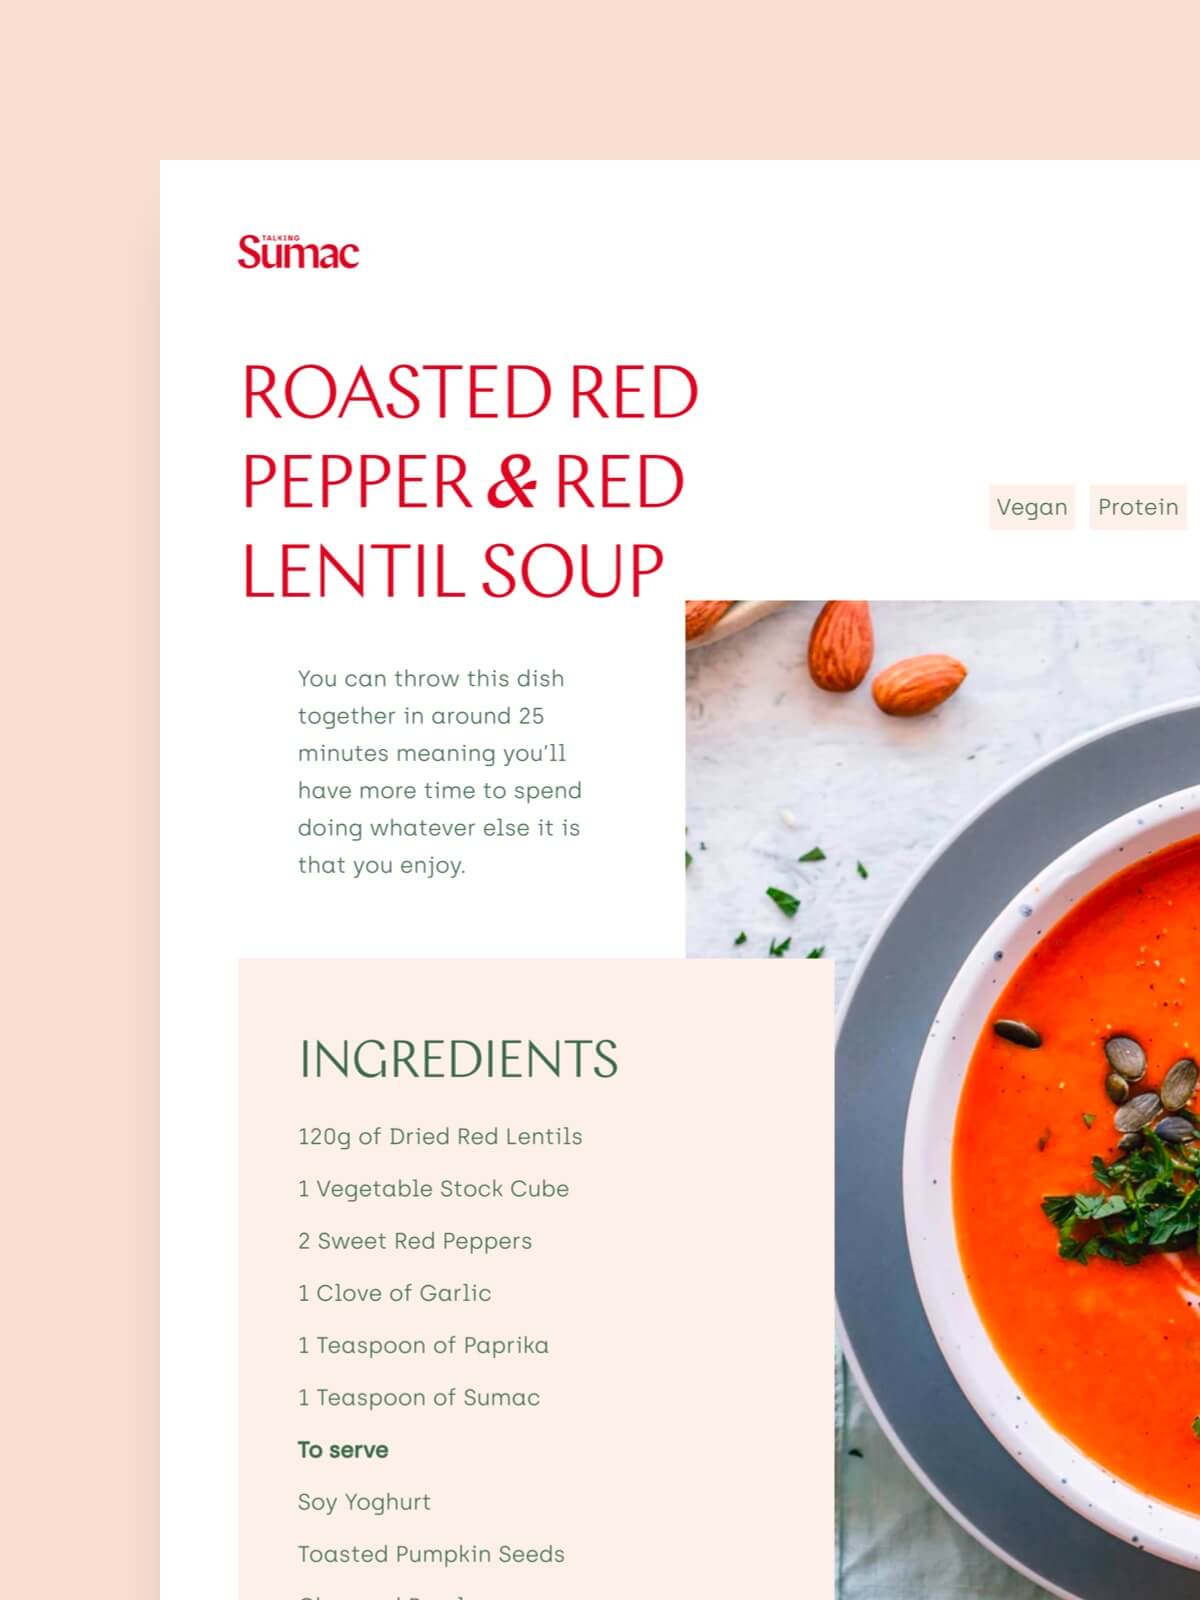 TALKING
Sumac
ROASTED RED
PEPPER & RED
LENTIL SOUP
Vegan
Protein
You can throw this dish
together in around 25
minutes meaning you'll
have more time to spend
doing whatever else it is
that you enjoy.
INGREDIENTS
120g of Dried Red Lentils
1 Vegetable Stock Cube
2 Sweet Red Peppers
1 Clove of Garlic
1 Teaspoon of Paprika
1 Teaspoon of Sumac
To serve
Soy Yoghurt
Toasted Pumpkin Seeds